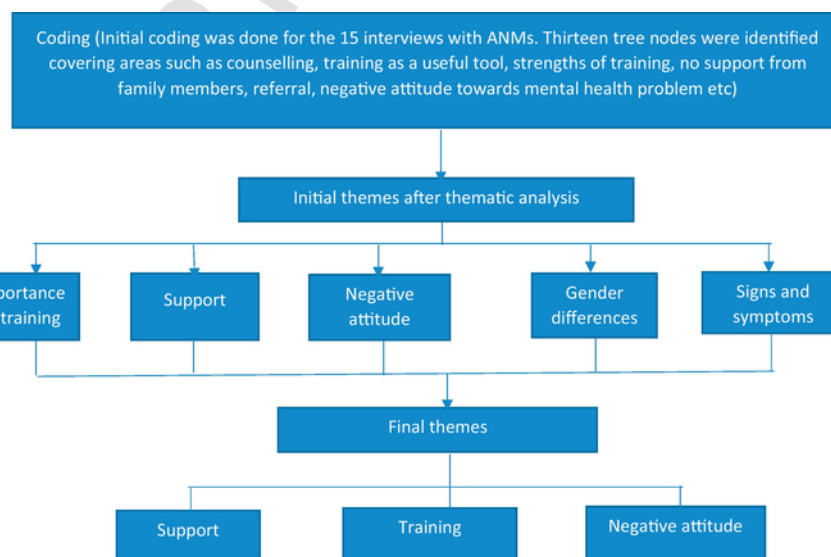 Coding (Initial coding was done for the 15 interviews with ANMs. Thirteen tree nodes were identified
covering areas such as counselling, training as a useful tool, strengths of training, no support from
family members, referral, negative attitude towards mental health problem etc)
Initial themes after thematic analysis
training
Support
Negative
attitude
Gender
differences
Signs and
symptoms
Final themes
Support
Training
Negative attitude